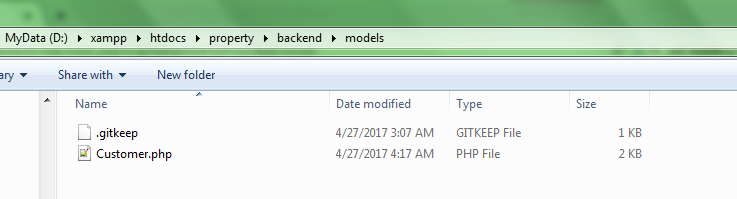 MyData (D:) ▸ xampp ▸ htdocs ▸ property ▸ backend ▸ models
ary Share with New folder
Name Date modified Type Size
.gitkeep 4/27/2017 3:07 AM GITKEEP File 1 KB
Customer.php 4/27/2017 4:17 AM PHP File 2 KB